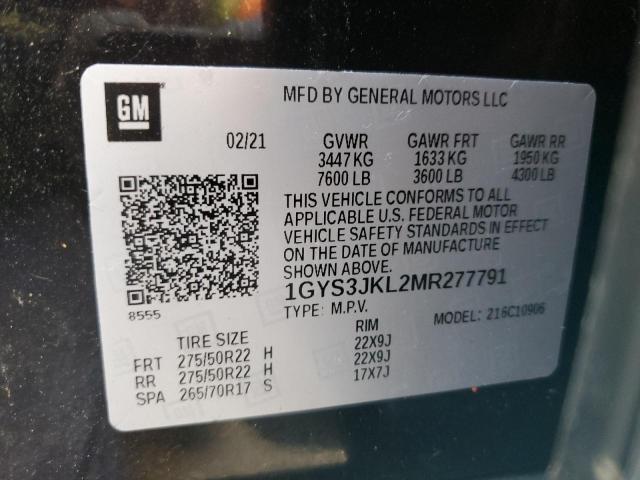 GM
MFD BY GENERAL MOTORS LLC
02/21
GVWR GAWR FRT GAWR RR
3447 KG 1633 KG 1950 KG
7600 LB 3600 LB 4300 LB
THIS VEHICLE CONFORMS TO ALL
APPLICABLE U.S. FEDERAL MOTOR
VEHICLE SAFETY STANDARDS IN EFFECT
ON THE DATE OF MANUFACTURE
SHOWN ABOVE.
1GYS3JKL2MR277791
8555
TYPE: M.P.V. MODEL: 216C10906
TIRE SIZE RIM
FRT 275/50R22 H 22X9J
RR 275/50R22 H 22X9J
SPA 265/70R17 S 17X7J